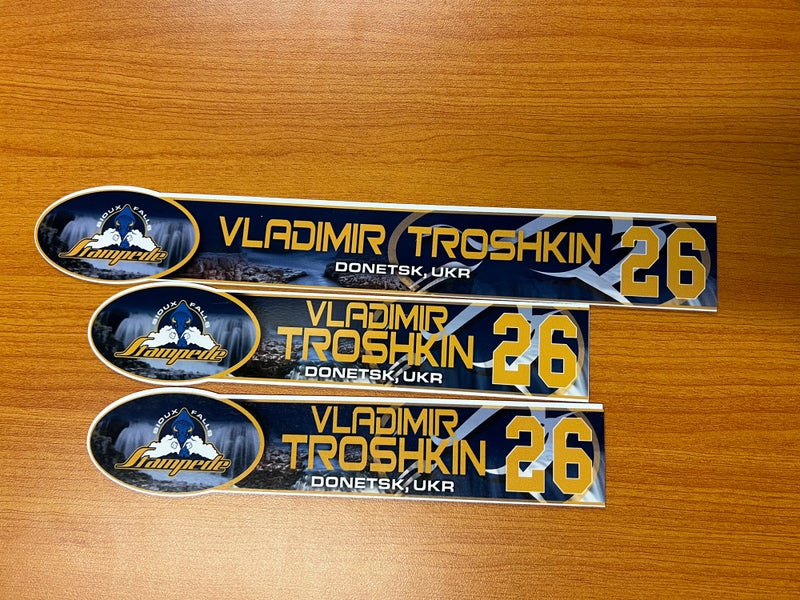 SIOUX FALLS
Stampede
VLADIMIR TROSHKIN
DONETSK, UKR
26
SIOUX FALLS
Stampede
VLADIMIR
TROSHKIN
DONETSK, UKR
26
SIOUX FALLS
Stampede
VLADIMIR
TROSHKIN
DONETSK, UKR
26